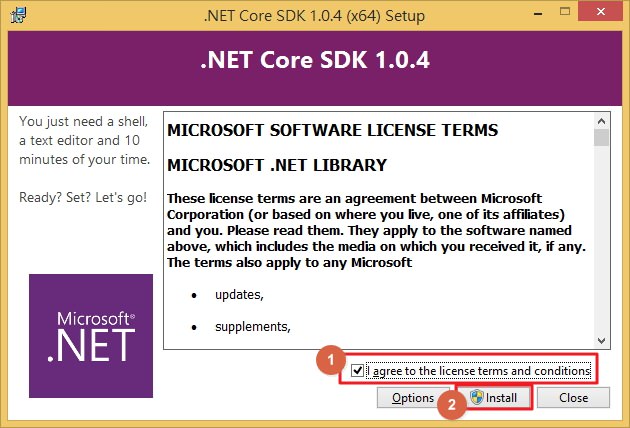 .NET Core SDK 1.0.4 (x64) Setup
.NET Core SDK 1.0.4
You just need a shell,
a text editor and 10
minutes of your time.
Ready? Set? Let's go!
Microsoft®
.NET
MICROSOFT SOFTWARE LICENSE TERMS
MICROSOFT .NET LIBRARY
These license terms are an agreement between Microsoft
Corporation (or based on where you live, one of its affiliates)
and you. Please read them. They apply to the software named
above, which includes the media on which you received it, if any.
The terms also apply to any Microsoft
• updates,
• supplements,
1
I agree to the license terms and conditions
Options
2
Install
Close